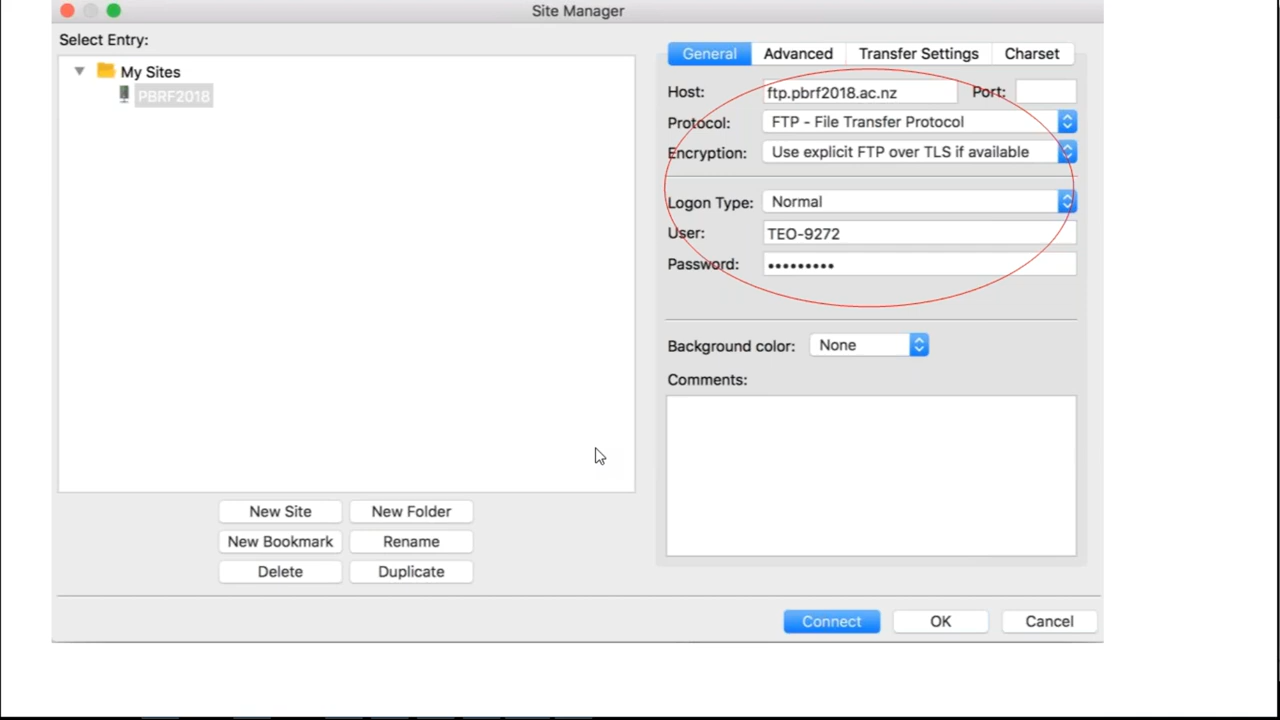 Site Manager
Select Entry:
My Sites
PBRF2018
General Advanced Transfer Settings Charset
Host: ftp.pbrf2018.ac.nz Port:
Protocol: FTP - File Transfer Protocol
Encryption: Use explicit FTP over TLS if available
Logon Type: Normal
User: TEO-9272
Password: •••••••••
Background color: None
Comments:
New Site New Folder
New Bookmark Rename
Delete Duplicate
Connect OK Cancel